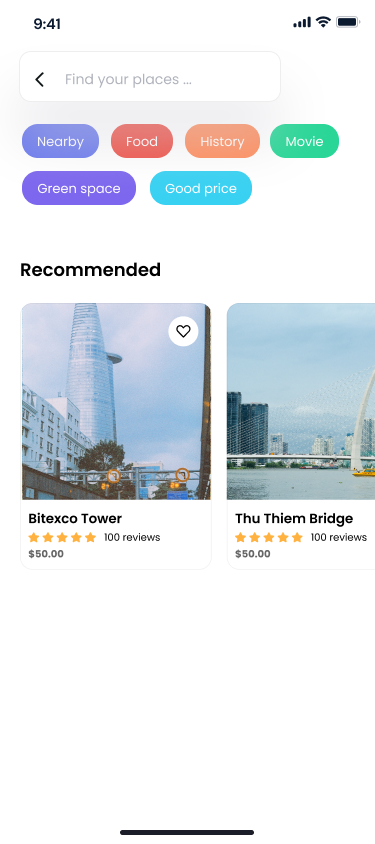 9:41
Find your places ...
Nearby Food History Movie
Green space Good price
Recommended
Bitexco Tower
100 reviews
$50.00
Thu Thiem Bridge
100 reviews
$50.00